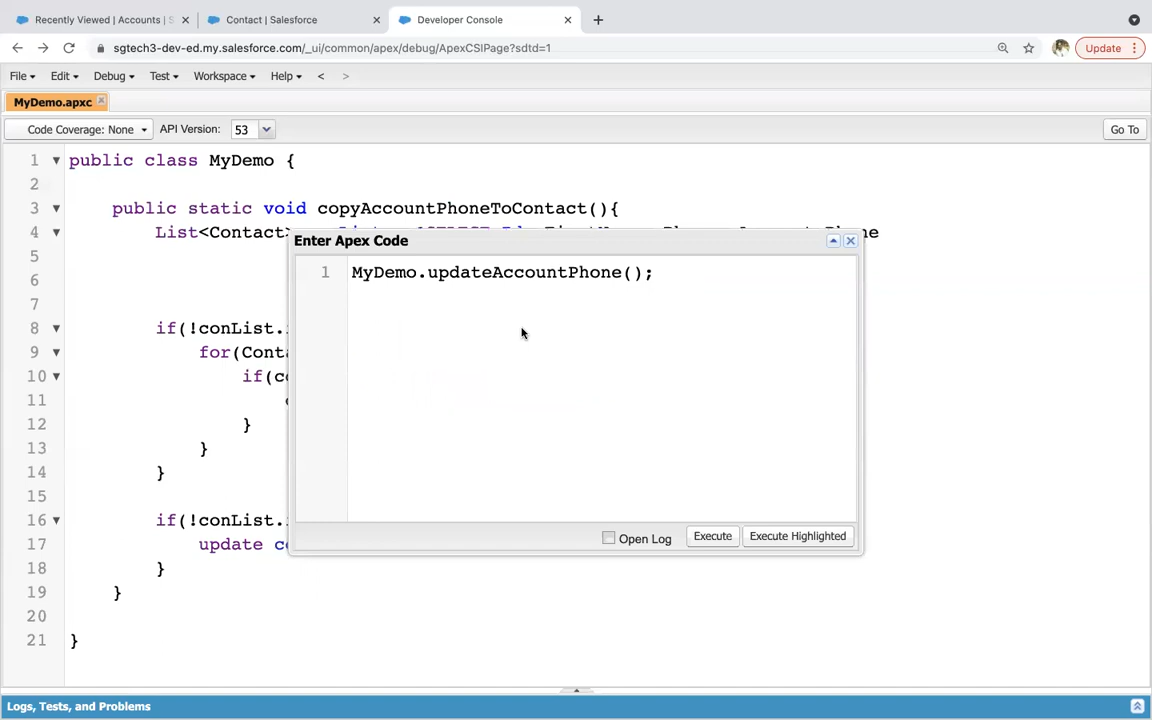 Recently Viewed | Accounts | S
Contact | Salesforce
Developer Console
sgtech3-dev-ed.my.salesforce.com/_ui/common/apex/debug/ApexCSIPage?sdtd=1
Update
File Edit Debug Test Workspace Help < >
MyDemo.apxc
Code Coverage: None API Version: 53 Go To
1 public class MyDemo {
2
3 public static void copyAccountPhoneToContact(){
4 List<Contact>
5
6
7
8 if(!conList.
9 for(Conta
10 if(co
11
12 }
13 }
14 }
15
16 if(!conList.
17 update co
18 }
19 }
20
21 }
Enter Apex Code
1 MyDemo.updateAccountPhone();
Open Log Execute Execute Highlighted
Logs, Tests, and Problems